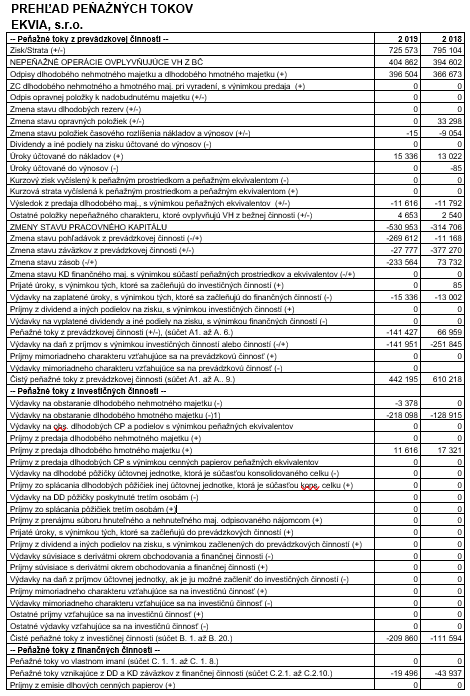 PREHĽAD PEŇAŽNÝCH TOKOV
EKVIA, s.r.o.
-- Peňažné toky z prevádzkovej činnosti -- 2 019 2 018
Zisk/Strata (+/-) 725 573 795 104
NEPEŇAŽNÉ OPERÁCIE OVPLYVŇUJÚCE VH Z BČ 404 862 394 602
Odpisy dlhodobého nehmotného majetku a dlhodobého hmotného majetku (+) 396 504 366 673
ZC dlhodobého nehmotného a hmotného maj. pri vyradení, s výnimkou predaja (+) 0 0
Odpis opravnej položky k nadobudnutému majetku (+/-) 0 0
Zmena stavu dlhodobých rezerv (+/-) 0 0
Zmena stavu opravných položiek (+/-) 0 33 298
Zmena stavu položiek časového rozlíšenia nákladov a výnosov (+/-) -15 -9 054
Dividendy a iné podiely na zisku účtované do výnosov (-) 0 0
Úroky účtované do nákladov (+) 15 336 13 022
Úroky účtované do výnosov (-) 0 -85
Kurzový zisk vyčíslený k peňažným prostriedkom a peňažným ekvivalentom (-) 0 0
Kurzová strata vyčíslená k peňažným prostriedkom a peňažným ekvivalentom (+) 0 0
Výsledok z predaja dlhodobého maj., s výnimkou peňažných ekvivalentov (+/-) -11 616 -11 792
Ostatné položky nepeňažného charakteru, ktoré ovplyvňujú VH z bežnej činnosti (+/-) 4 653 2 540
ZMENY STAVU PRACOVNÉHO KAPITÁLU -530 953 -314 706
Zmena stavu pohľadávok z prevádzkovej činnosti (-/+) -269 612 -11 168
Zmena stavu záväzkov z prevádzkovej činnosti (+/-) -27 777 -377 270
Zmena stavu zásob (-/+) -233 564 73 732
Zmena stavu KD finančného maj. s výnimkou súčastí peňažných prostriedkov a ekvivalentov (-/+) 0 0
Prijaté úroky, s výnimkou tých, ktoré sa začleňujú do investičných činností (+) 0 85
Výdavky na zaplatené úroky, s výnimkou tých, ktoré sa začleňujú do finančných činností (-) -15 336 -13 002
Príjmy z dividend a iných podielov na zisku, s výnimkou investičných činností (+) 0 0
Výdavky na vyplatené dividendy a iné podiely na zisku, s výnimkou finančných činností (-) 0 0
Peňažné toky z prevádzkovej činnosti (+/-), (súčet A1. až A. 6.) -141 427 66 959
Výdavky na daň z príjmov s výnimkou investičných alebo finančných činností (-/+) -141 951 -251 845
Príjmy mimoriadneho charakteru vzťahujúce sa na prevádzkovú činnosť (+) 0 0
Výdavky mimoriadneho charakteru vzťahujúce sa na prevádzkovú činnosť (-) 0 0
Čistý peňažné toky z prevádzkovej činnosti (súčet A1. až A.. 9.) 442 195 610 218
-- Peňažné toky z investičných činností --
Výdavky na obstaranie dlhodobého nehmotného majetku (-) -3 378 0
Výdavky na obstaranie dlhodobého hmotného majetku (-)1) -218 098 -128 915
Výdavky na obs. dlhodobých CP a podielov s výnimkou peňažných ekvivalentov 0 0
Príjmy z predaja dlhodobého nehmotného majetku (+) 0 0
Príjmy z predaja dlhodobého hmotného majetku (+) 11 616 17 321
Príjmy z predaja dlhodobých CP s výnimkou cenných papierov peňažných ekvivalentov 0 0
Výdavky na dlhodobé pôžičky účtovnej jednotke, ktorá je súčasťou konsolidovaného celku (-) 0 0
Príjmy zo splácania dlhodobých pôžičiek inej účtovnej jednotke, ktorá je súčasťou kons. celku (+) 0 0
Výdavky na DD pôžičky poskytnuté tretím osobám (-) 0 0
Príjmy zo splácania pôžičiek tretím osobám (+) 0 0
Príjmy z prenájmu súboru hnuteľného a nehnuteľného maj. odpisovaného nájomcom (+) 0 0
Prijaté úroky, s výnimkou tých, ktoré sa začleňujú do prevádzkových činností (+) 0 0
Príjmy z dividend a iných podielov na zisku, s výnimkou začlenených do prevádzkových činností (+) 0 0
Výdavky súvisiace s derivátmi okrem obchodovania a finančnej činnosti (-) 0 0
Príjmy súvisiace s derivátmi okrem obchodovania a finančnej činnosti (+) 0 0
Výdavky na daň z príjmov účtovnej jednotky, ak je ju možné začleniť do investičných činností (-) 0 0
Príjmy mimoriadneho charakteru vzťahujúce sa na investičnú činnosť (+) 0 0
Výdavky mimoriadneho charakteru vzťahujúce sa na investičnú činnosť (-) 0 0
Ostatné príjmy vzťahujúce sa na investičnú činnosť (+) 0 0
Ostatné výdavky vzťahujúce sa na investičnú činnosť (-) 0 0
Čisté peňažné toky z investičnej činnosti (súčet B. 1. až B. 20.) -209 860 -111 594
-- Peňažné toky z finančných činností --
Peňažné toky vo vlastnom imaní (súčet C. 1. 1. až C. 1. 8.) 0 0
Peňažné toky vznikajúce z DD a KD záväzkov z finančnej činnosti (súčet C.2.1. až C.2.10.) -19 496 -43 937
Príjmy z emisie dlhových cenných papierov (+) 0 0